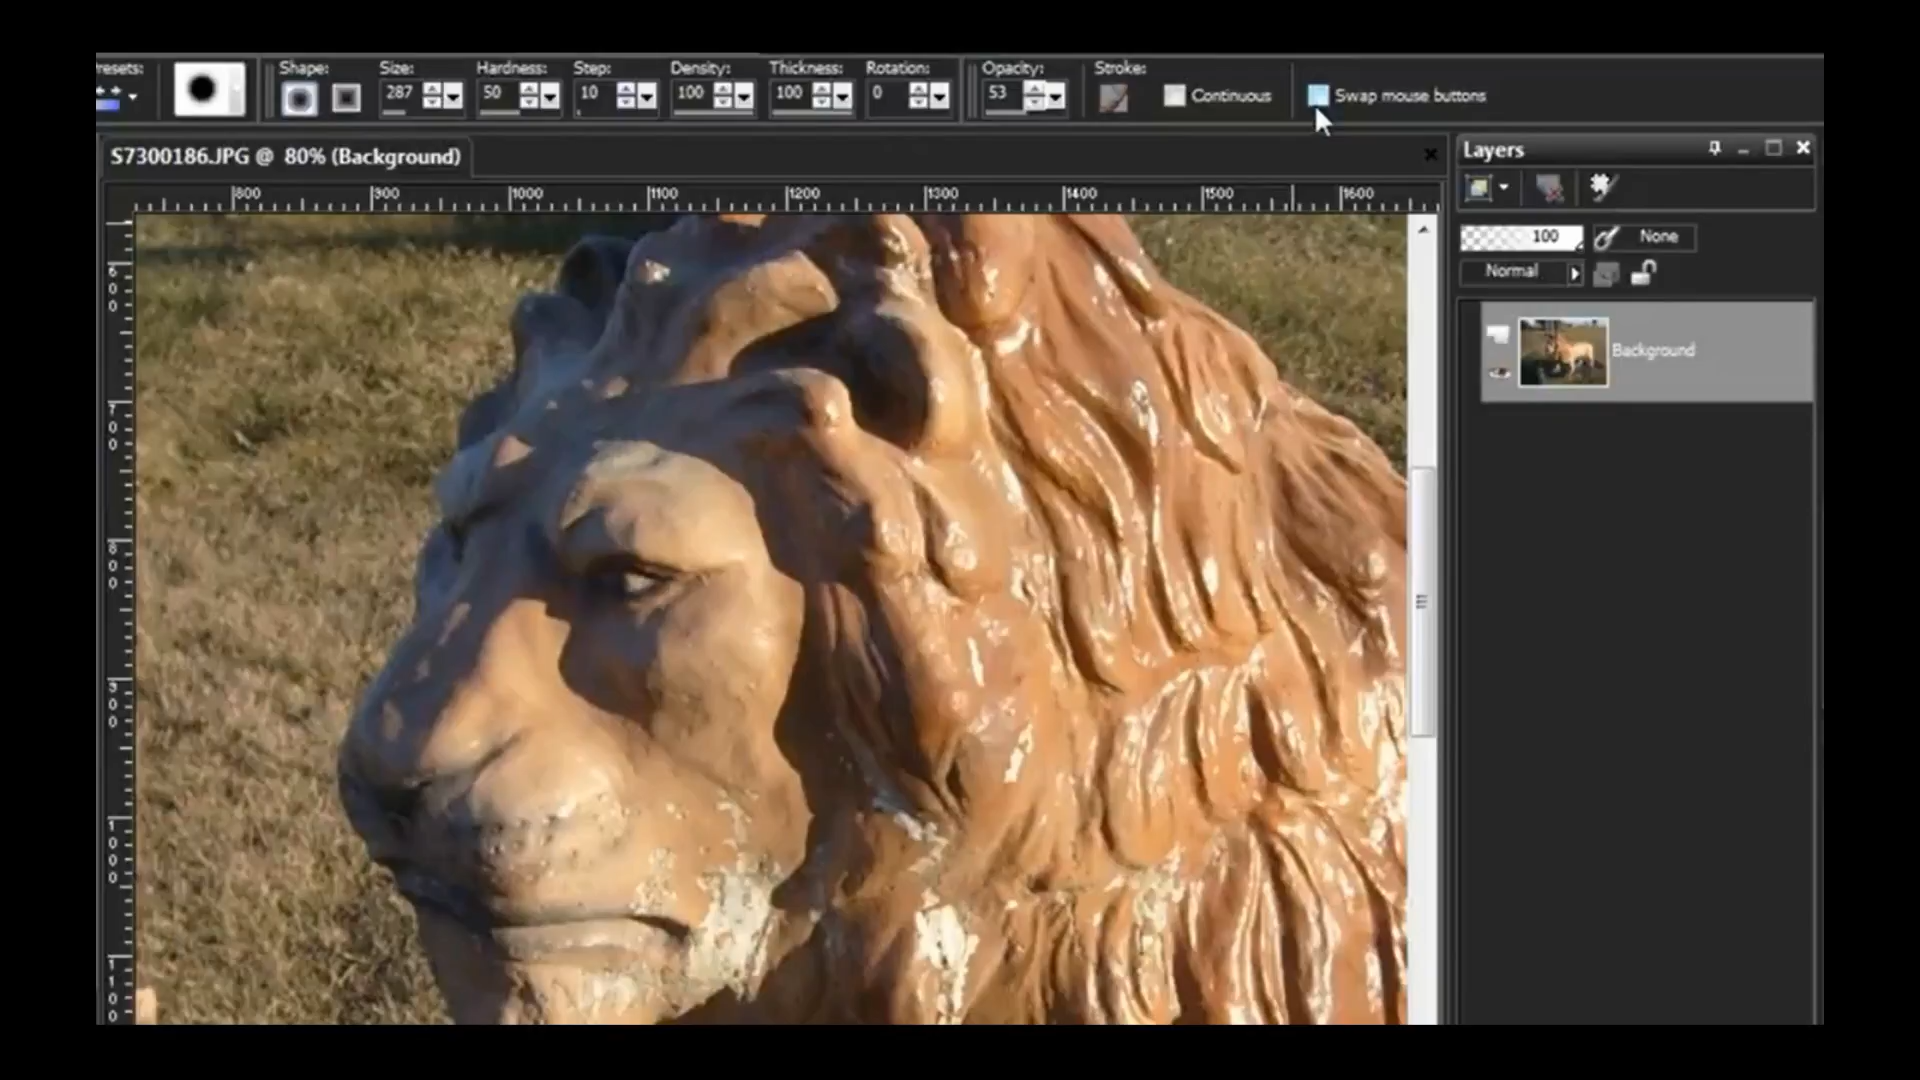 resets:
Shape:
Size:
Hardness:
Step:
Density:
Thickness:
Rotation:
Opacity:
Stroke:
287
50
10
100
100
0
53
Continuous
Swap mouse buttons
S7300186.JPG @ 80% (Background)
Layers
800
900
1000
1100
1200
1300
1400
1500
1600
100
None
Normal
Background
600
700
800
900
1000
1100